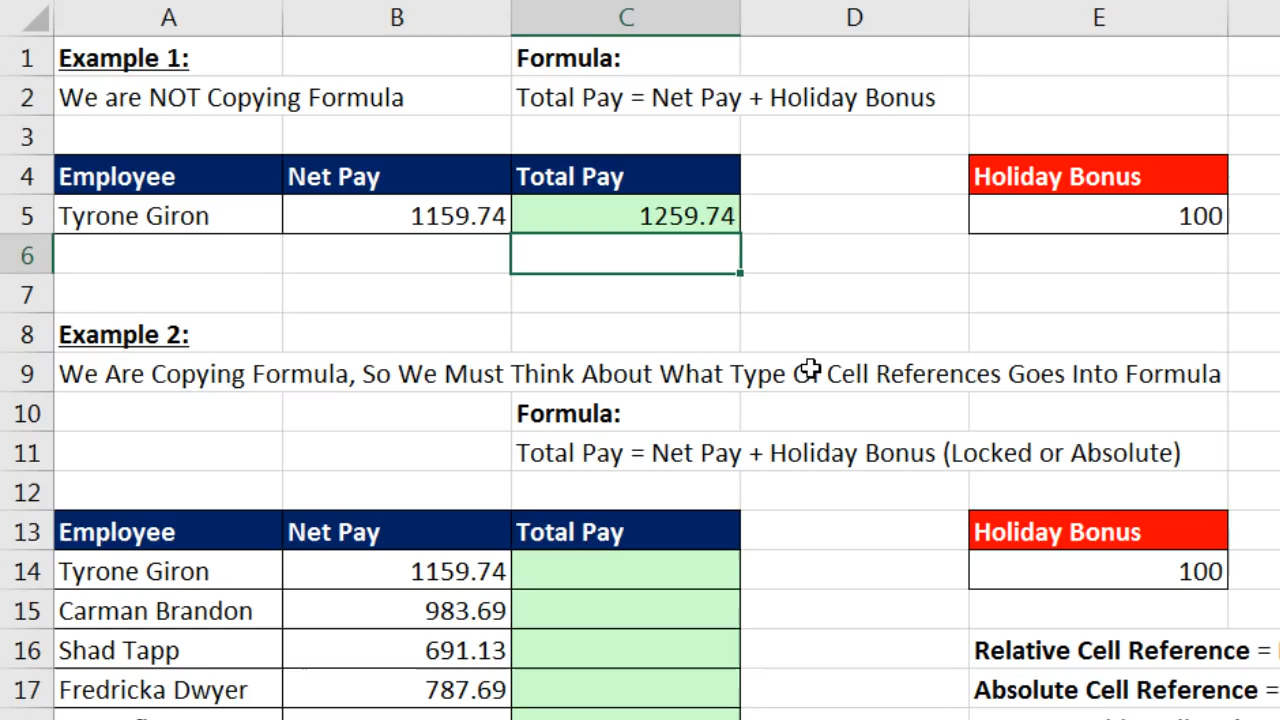 A B C D E
1 Example 1: Formula:
2 We are NOT Copying Formula Total Pay = Net Pay + Holiday Bonus
3
4 Employee Net Pay Total Pay Holiday Bonus
5 Tyrone Giron 1159.74 1259.74 100
6
7
8 Example 2:
9 We Are Copying Formula, So We Must Think About What Type Cell References Goes Into Formula
10 Formula:
11 Total Pay = Net Pay + Holiday Bonus (Locked or Absolute)
12
13 Employee Net Pay Total Pay Holiday Bonus
14 Tyrone Giron 1159.74 100
15 Carman Brandon 983.69
16 Shad Tapp 691.13 Relative Cell Reference =
17 Fredricka Dwyer 787.69 Absolute Cell Reference =